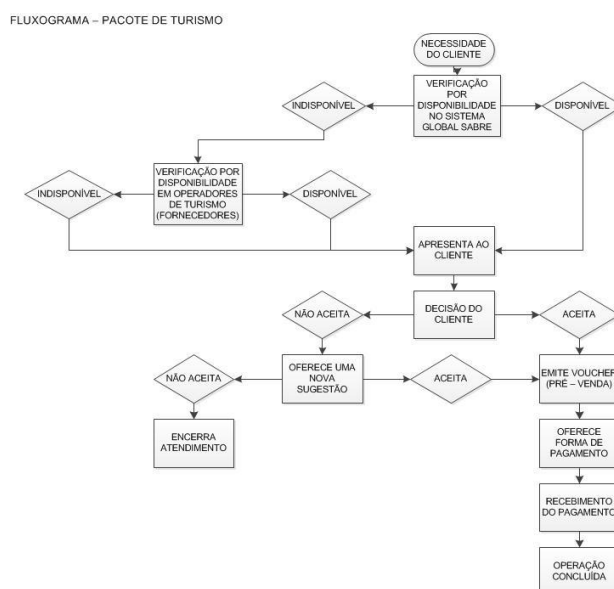 FLUXOGRAMA – PACOTE DE TURISMO
NECESSIDADE
DO CLIENTE
VERIFICAÇÃO
POR
DISPONIBILIDADE
NO SISTEMA
GLOBAL SABRE
INDISPONÍVEL
DISPONÍVEL
VERIFICAÇÃO POR
DISPONIBILIDADE
EM OPERADORES
DE TURISMO
(FORNECEDORES)
INDISPONÍVEL
DISPONÍVEL
APRESENTA AO
CLIENTE
DECISÃO DO
CLIENTE
NÃO ACEITA
ACEITA
OFERECE UMA
NOVA
SUGESTÃO
NÃO ACEITA
ACEITA
EMITE VOUCHER
(PRÉ – VENDA)
ENCERRA
ATENDIMENTO
OFERECE
FORMA DE
PAGAMENTO
RECEBIMENTO
DO PAGAMENTO
OPERAÇÃO
CONCLUÍDA